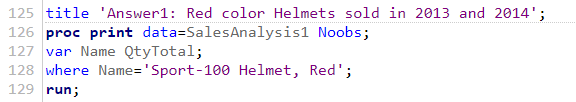 125 title 'Answer1: Red color Helmets sold in 2013 and 2014';
126 proc print data=SalesAnalysis1 Noobs;
127 var Name QtyTotal;
128 where Name='Sport-100 Helmet, Red';
129 run;